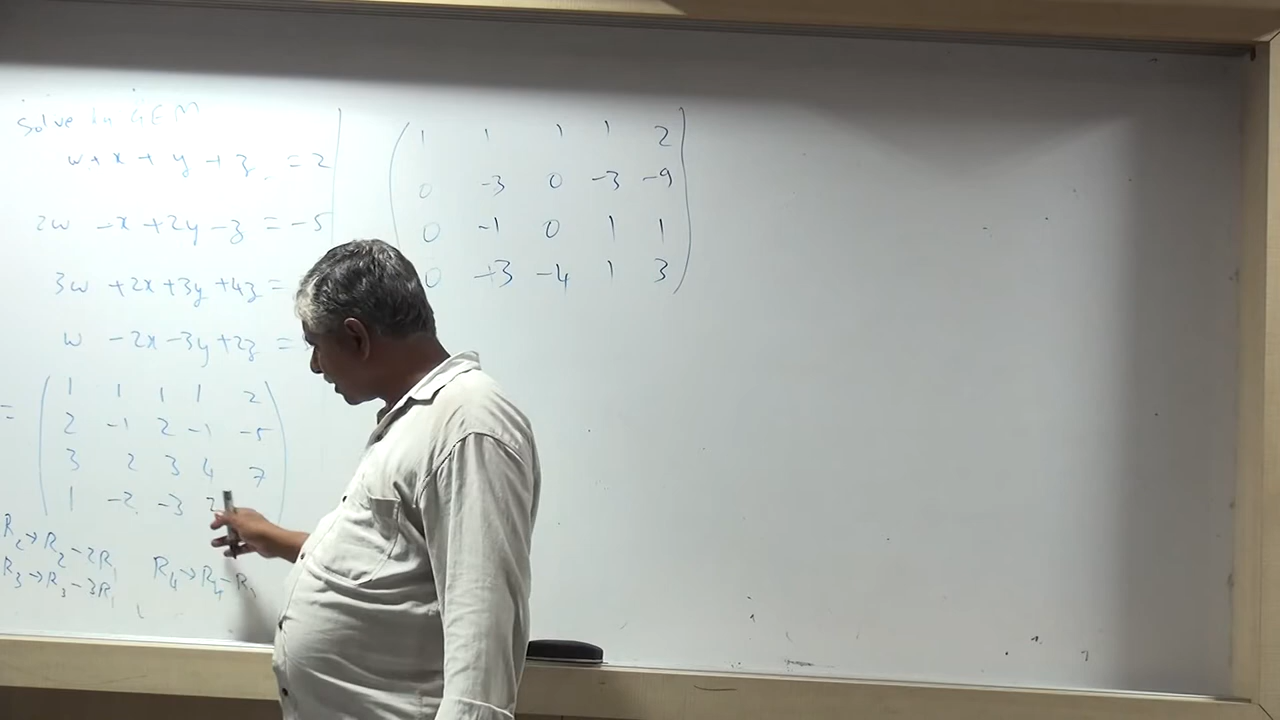 Solve by GEM
w + x + y + z = 2
2w - x + 2y - z = -5
3w + 2x + 3y + 4z =
w - 2x - 3y + 2z =
=
1 1 1 1 2
2 -1 2 -1 -5
3 2 3 4 7
1 -2 -3 2
R2 → R2 - 2R1
R3 → R3 - 3R1
R4 → R4 - R1
1 1 1 1 2
0 -3 0 -3 -9
0 -1 0 1 1
0 +3 -4 1 3